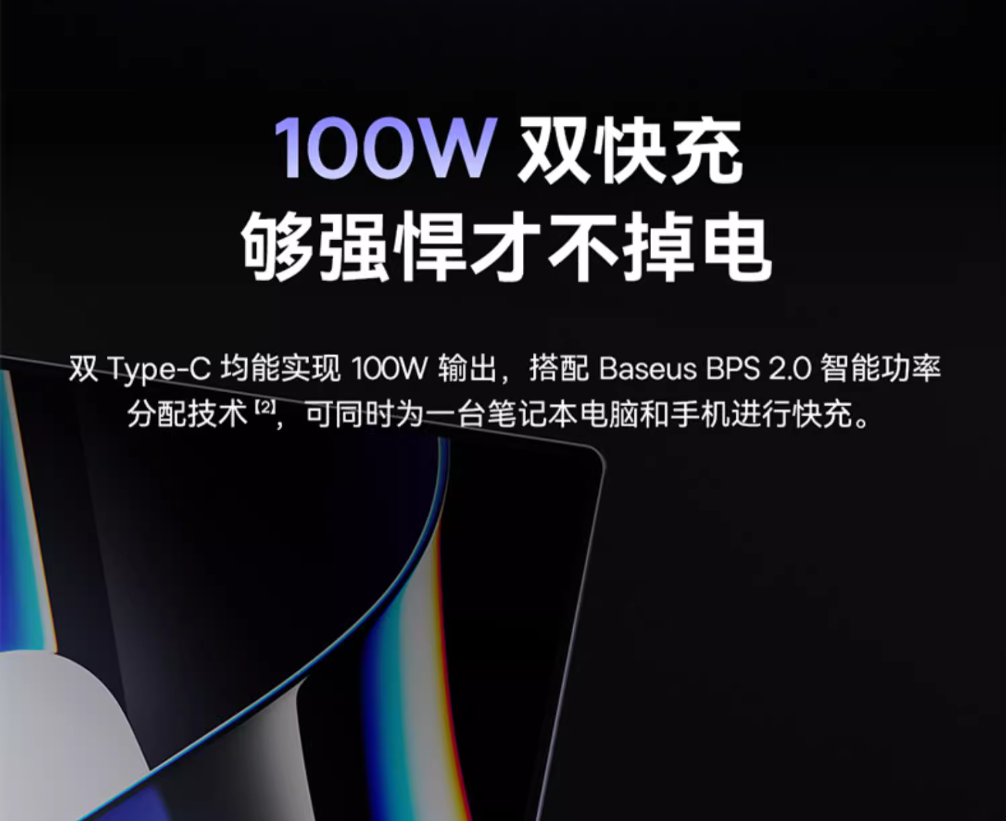 100W 双快充
够强悍才不掉电
双 Type-C 均能实现 100W 输出，搭配 Baseus BPS 2.0 智能功率
分配技术【2】，可同时为一台笔记本电脑和手机进行快充。